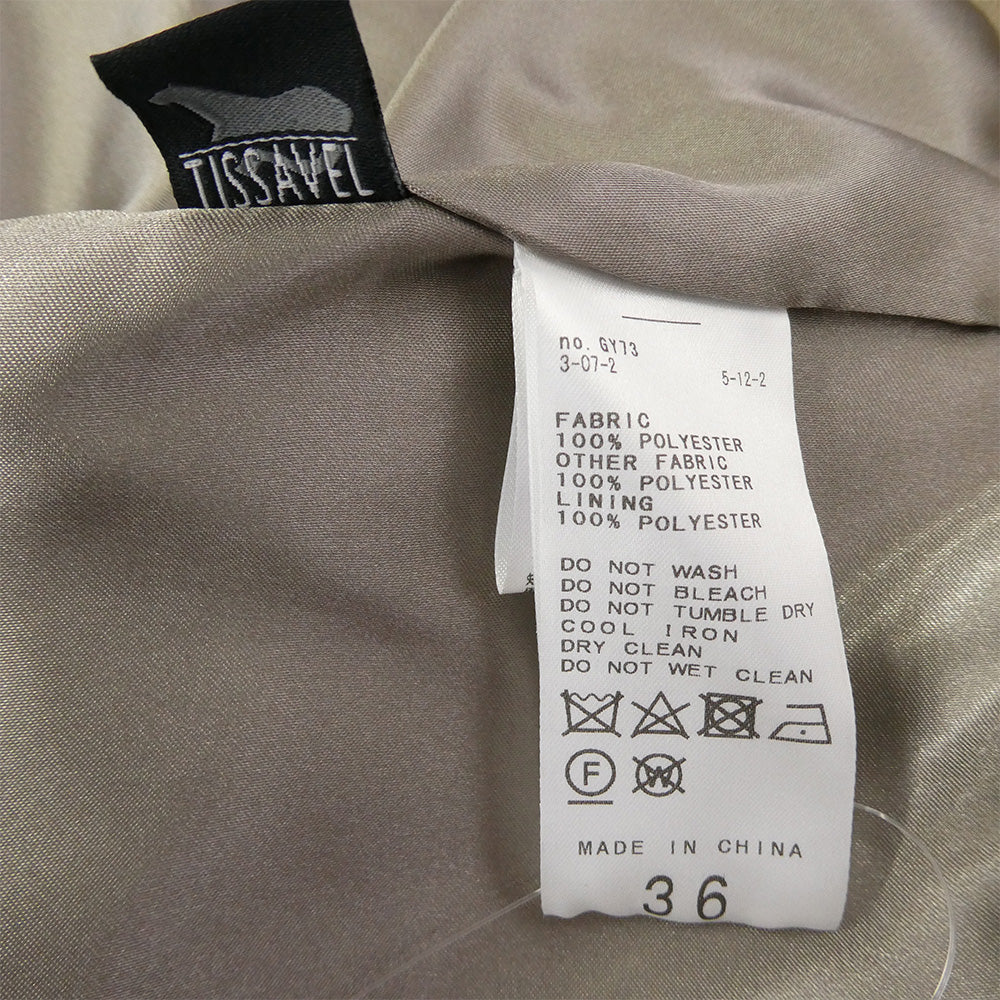 TISSAVEL
no. GY73
3-07-2
5-12-2
FABRIC
100% POLYESTER
OTHER FABRIC
100% POLYESTER
LINING
100% POLYESTER
DO NOT WASH
DO NOT BLEACH
DO NOT TUMBLE DRY
COOL IRON
DRY CLEAN
DO NOT WET CLEAN
F
W
MADE IN CHINA
36